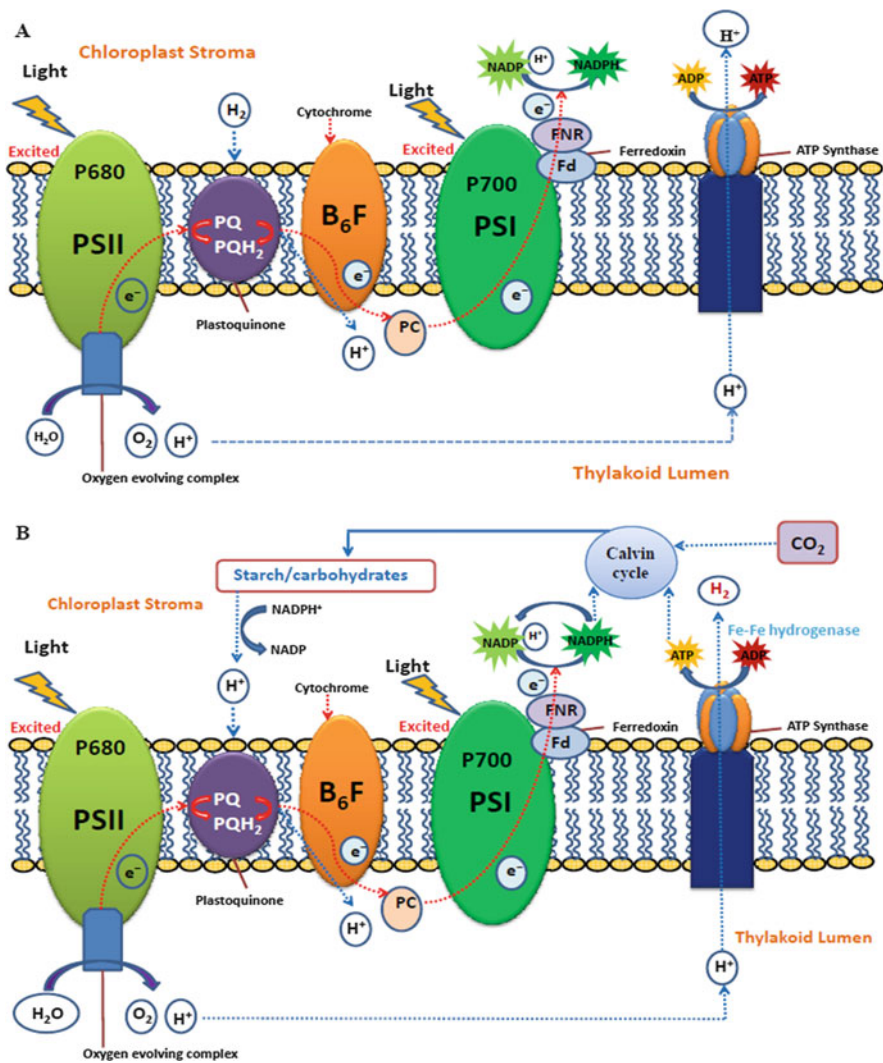 A
Chloroplast Stroma
Light
Excited
P680
PSII
e⁻
H₂
PQ
PQH₂
Plastoquinone
Cytochrome
B₆F
e⁻
H⁺
PC
Light
Excited
P700
PSI
e⁻
NADP
H⁺
NADPH
e⁻
FNR
Fd
Ferredoxin
H⁺
ADP
ATP
ATP Synthase
H⁺
H₂O
O₂
H⁺
Oxygen evolving complex
Thylakoid Lumen
B
Starch/carbohydrates
Calvin
cycle
CO₂
Chloroplast Stroma
NADPH⁺
NADP
H⁺
Light
Excited
P680
PSII
e⁻
PQ
PQH₂
Plastoquinone
Cytochrome
B₆F
e⁻
H⁺
PC
Light
Excited
P700
PSI
e⁻
NADP
H⁺
NADPH
e⁻
FNR
Fd
Ferredoxin
H₂
Fe-Fe hydrogenase
ATP
ADP
ATP Synthase
Thylakoid Lumen
H⁺
H₂O
O₂
H⁺
Oxygen evolving complex